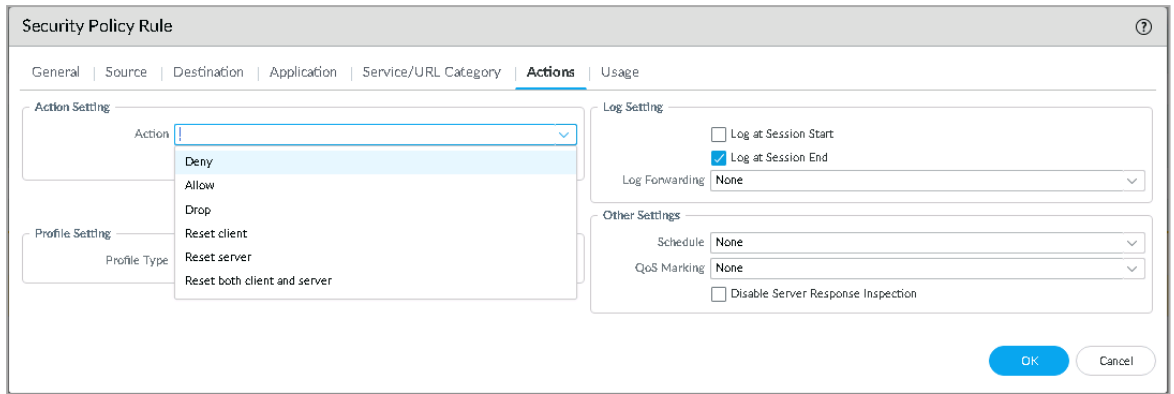 Security Policy Rule
General | Source | Destination | Application | Service/URL Category | Actions | Usage
Action Setting
Action
Deny
Allow
Drop
Reset client
Reset server
Reset both client and server
Profile Setting
Profile Type
Log Setting
Log at Session Start
Log at Session End
Log Forwarding None
Other Settings
Schedule None
QoS Marking None
Disable Server Response Inspection
OK Cancel